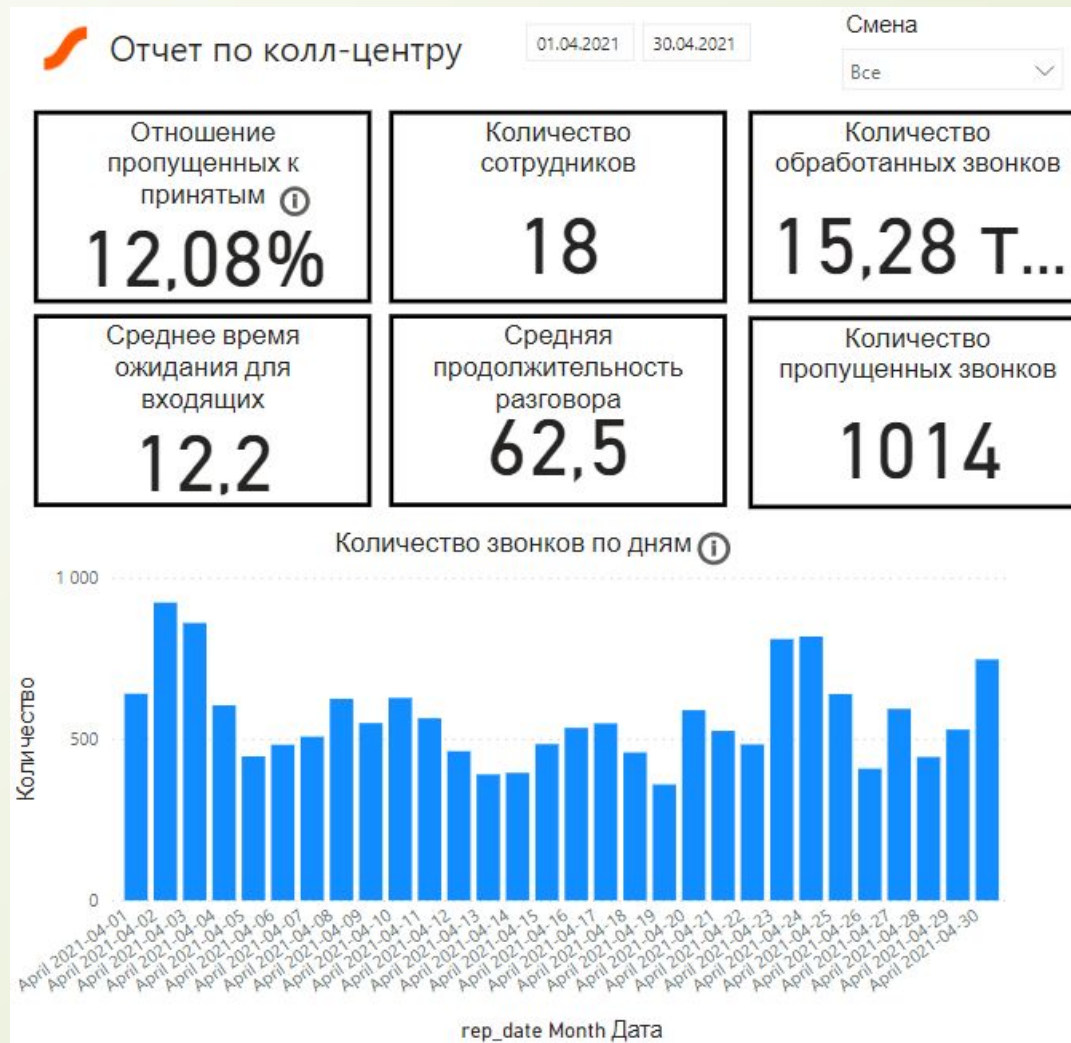 Отчет по колл-центру
01.04.2021
30.04.2021
Смена
Все
Отношение
пропущенных к
принятым
12,08%
Количество
сотрудников
18
Количество
обработанных звонков
15,28 т...
Среднее время
ожидания для
входящих
12,2
Средняя
продолжительность
разговора
62,5
Количество
пропущенных звонков
1014
Количество звонков по дням
Количество
1 000
500
0
April 2021-04-01
April 2021-04-02
April 2021-04-03
April 2021-04-04
April 2021-04-05
April 2021-04-06
April 2021-04-07
April 2021-04-08
April 2021-04-09
April 2021-04-10
April 2021-04-11
April 2021-04-12
April 2021-04-13
April 2021-04-14
April 2021-04-15
April 2021-04-16
April 2021-04-17
April 2021-04-18
April 2021-04-19
April 2021-04-20
April 2021-04-21
April 2021-04-22
April 2021-04-23
April 2021-04-24
April 2021-04-25
April 2021-04-26
April 2021-04-27
April 2021-04-28
April 2021-04-29
April 2021-04-30
rep_date Month Дата